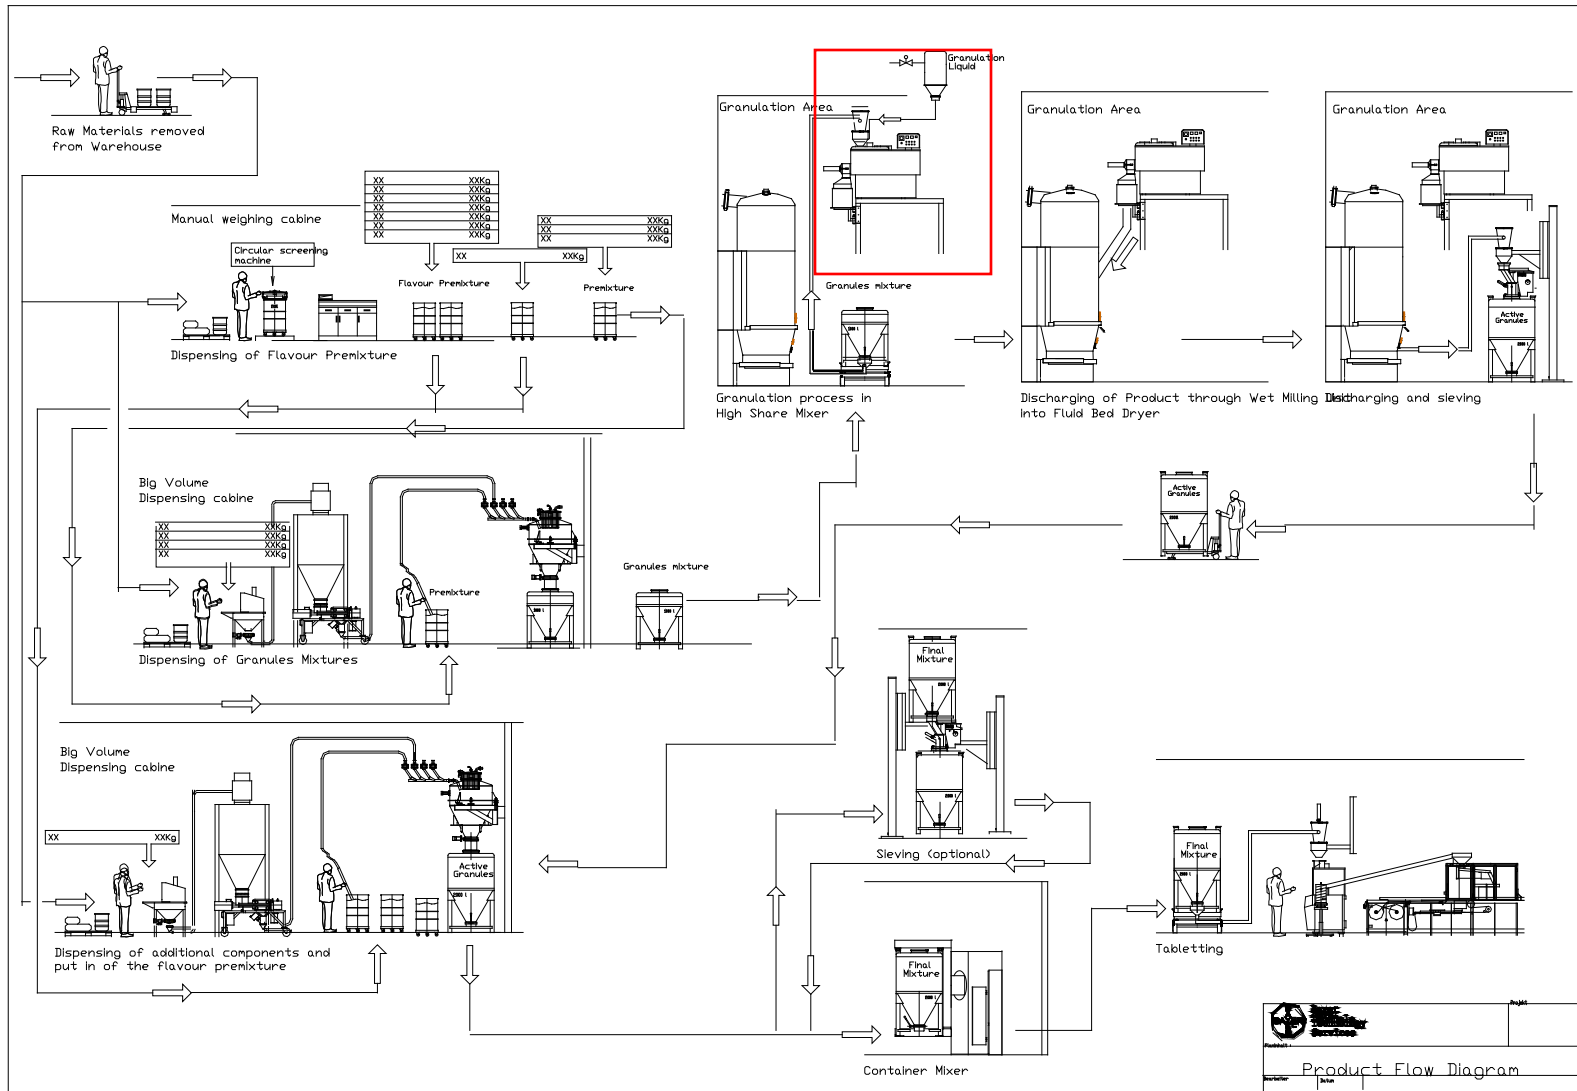 Raw Materials removed
from Warehouse
Manual weighing cabine
Circular screening
machine
XX XXKg
XX XXKg
XX XXKg
XX XXKg
XX XXKg
XX XXKg
XX XXKg
XX XXKg
XX XXKg
XX XXKg
XX XXKg
Flavour Premixture
Premixture
Dispensing of Flavour Premixture
Granulation Area
Granulation
Liquid
Granules mixture
Granulation process in
High Share Mixer
Granulation Area
Discharging of Product through Wet Milling Unit
into Fluid Bed Dryer
Granulation Area
Active
Granules
Discharging and sieving
Big Volume
Dispensing cabine
XX XXKg
XX XXKg
XX XXKg
XX XXKg
Premixture
Granules mixture
Dispensing of Granules Mixtures
Active
Granules
Final
Mixture
Sieving (optional)
Big Volume
Dispensing cabine
XX XXKg
Active
Granules
Dispensing of additional components and
put in of the flavour premixture
Final
Mixture
Container Mixer
Final
Mixture
Tabletting
Projekt
Services
Product Flow Diagram
Bearbeiter
Datum